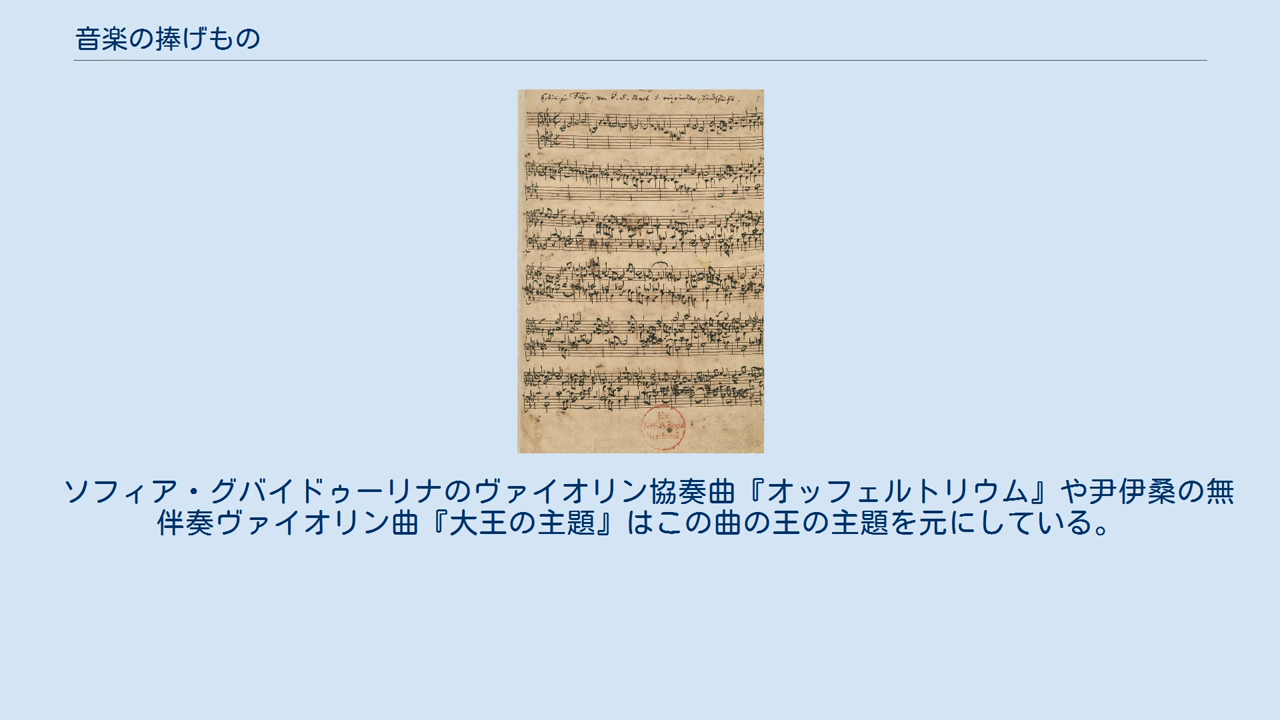 音楽の捧げもの
ソフィア・グバイドゥーリナのヴァイオリン協奏曲『オッフェルトリウム』や尹伊桑の無
伴奏ヴァイオリン曲『大王の主題』はこの曲の王の主題を元にしている。